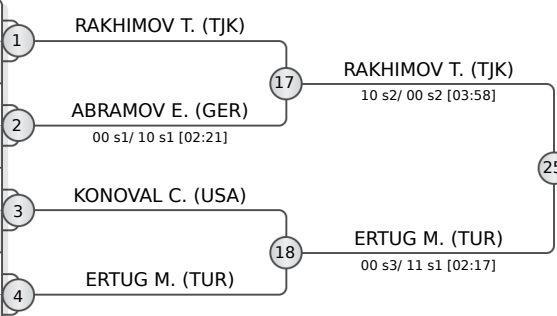 RAKHIMOV T. (TJK)
1
17
RAKHIMOV T. (TJK)
10 s2/ 00 s2 [03:58]
ABRAMOV E. (GER)
2
00 s1/ 10 s1 [02:21]
25
KONOVAL C. (USA)
3
18
ERTUG M. (TUR)
00 s3/ 11 s1 [02:17]
ERTUG M. (TUR)
4